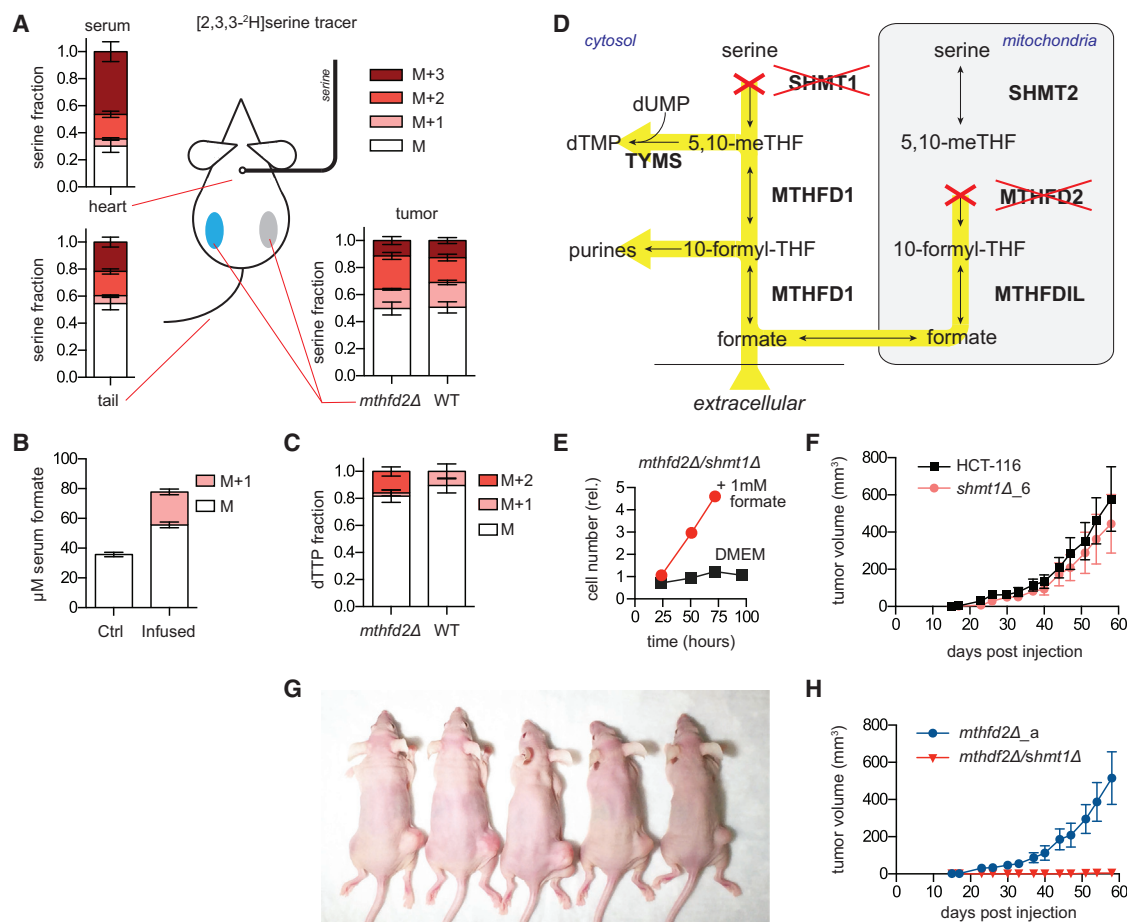 A
serum
[2,3,3-²H]serine tracer
serine fraction
1.0
0.8
0.6
0.4
0.2
0.0
heart
serine
M+3
M+2
M+1
M
serine fraction
1.0
0.8
0.6
0.4
0.2
0.0
tail
tumor
serine fraction
1.0
0.8
0.6
0.4
0.2
0.0
mthfd2Δ WT
B
µM serum formate
100
80
60
40
20
0
Ctrl Infused
M+1
M
C
dTTP fraction
1.0
0.8
0.6
0.4
0.2
0.0
mthfd2Δ WT
M+2
M+1
M
D
cytosol
mitochondria
serine
SHMT1
dUMP
dTMP
TYMS
5,10-meTHF
MTHFD1
purines
10-formyl-THF
MTHFD1
formate
extracellular
serine
SHMT2
5,10-meTHF
MTHFD2
10-formyl-THF
MTHFDIL
formate
E
mthfd2Δ/shmt1Δ
+ 1mM
formate
DMEM
cell number (rel.)
5
4
3
2
1
0
0 25 50 75 100
time (hours)
F
HCT-116
shmt1Δ_6
tumor volume (mm³)
800
600
400
200
0
0 10 20 30 40 50 60
days post injection
G
H
mthfd2Δ_a
mthdf2Δ/shmt1Δ
tumor volume (mm³)
800
600
400
200
0
0 10 20 30 40 50 60
days post injection